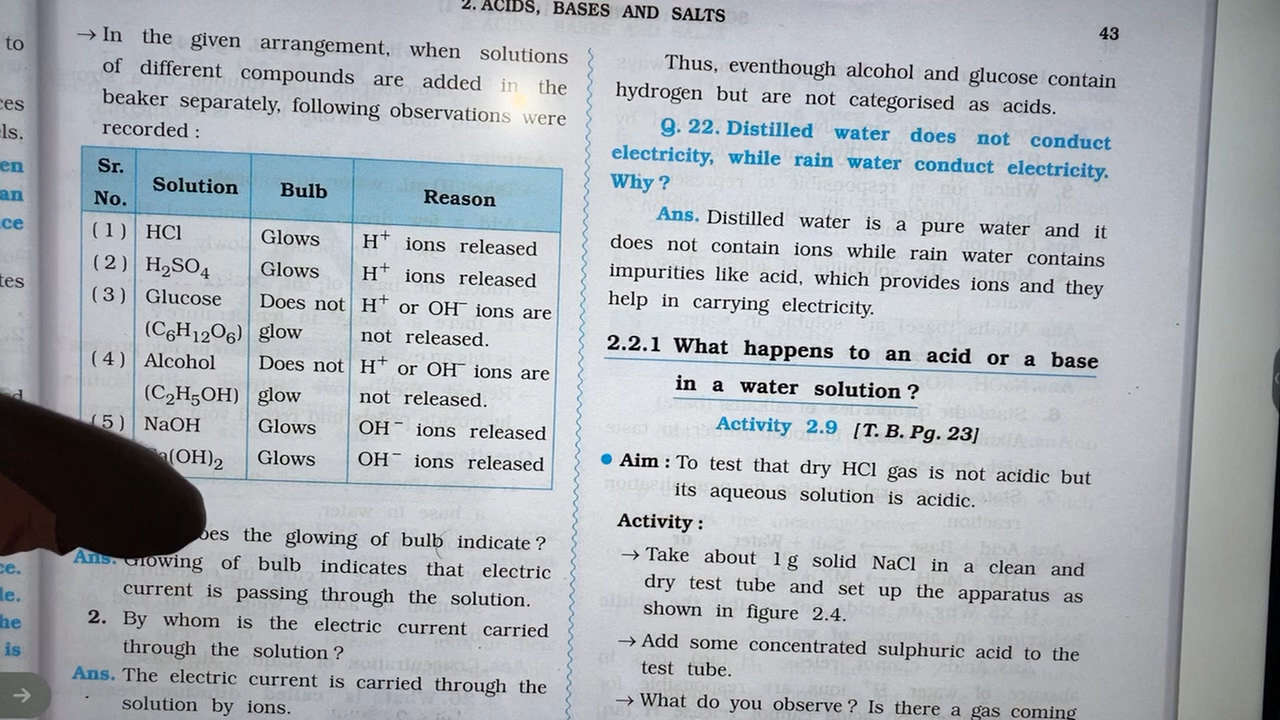 2. ACIDS, BASES AND SALTS
43
to
ces
els.
en
an
ce
tes
ce.
le.
he
is
→ In the given arrangement, when solutions
of different compounds are added in the
beaker separately, following observations were
recorded :
Sr. No. Solution Bulb Reason
(1) HCl Glows H⁺ ions released
(2) H₂SO₄ Glows H⁺ ions released
(3) Glucose Does not H⁺ or OH⁻ ions are
(C₆H₁₂O₆) glow not released.
(4) Alcohol Does not H⁺ or OH⁻ ions are
(C₂H₅OH) glow not released.
(5) NaOH Glows OH⁻ ions released
(OH)₂ Glows OH⁻ ions released
the glowing of bulb indicate ?
Ans. Glowing of bulb indicates that electric
current is passing through the solution.
2. By whom is the electric current carried
through the solution ?
Ans. The electric current is carried through the
solution by ions.
Thus, eventhough alcohol and glucose contain
hydrogen but are not categorised as acids.
Q. 22. Distilled water does not conduct
electricity, while rain water conduct electricity.
Why ?
Ans. Distilled water is a pure water and it
does not contain ions while rain water contains
impurities like acid, which provides ions and they
help in carrying electricity.
2.2.1 What happens to an acid or a base
in a water solution ?
Activity 2.9 [T. B. Pg. 23]
• Aim : To test that dry HCl gas is not acidic but
its aqueous solution is acidic.
Activity :
→ Take about 1 g solid NaCl in a clean and
dry test tube and set up the apparatus as
shown in figure 2.4.
→ Add some concentrated sulphuric acid to the
test tube.
→ What do you observe ? Is there a gas coming